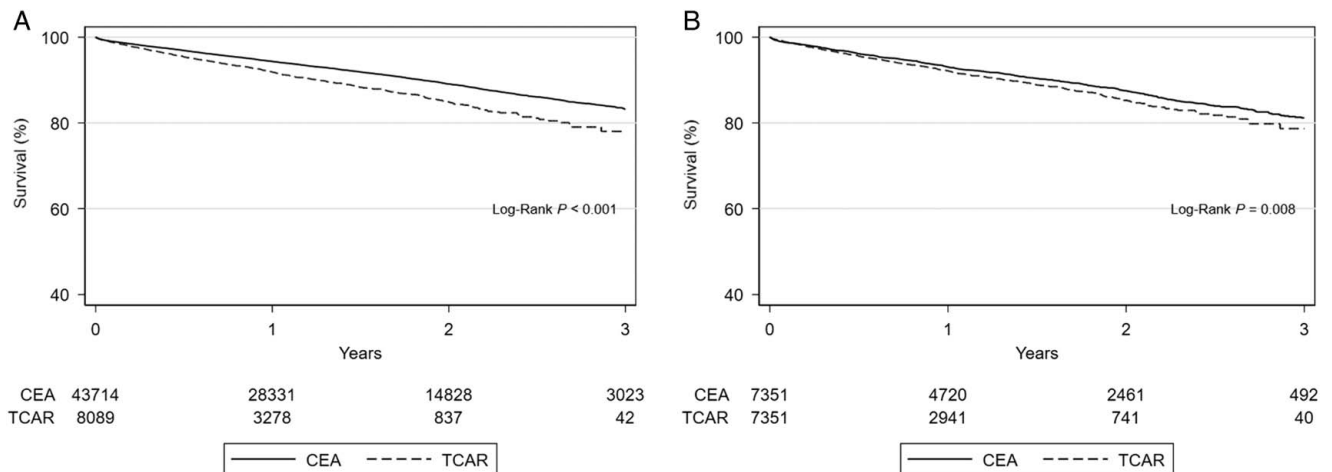 A
100
80
60
40
Survival (%)
Log-Rank P < 0.001
0 1 2 3
Years
CEA 43714 28331 14828 3023
TCAR 8089 3278 837 42
CEA TCAR
B
100
80
60
40
Survival (%)
Log-Rank P = 0.008
0 1 2 3
Years
CEA 7351 4720 2461 492
TCAR 7351 2941 741 40
CEA TCAR